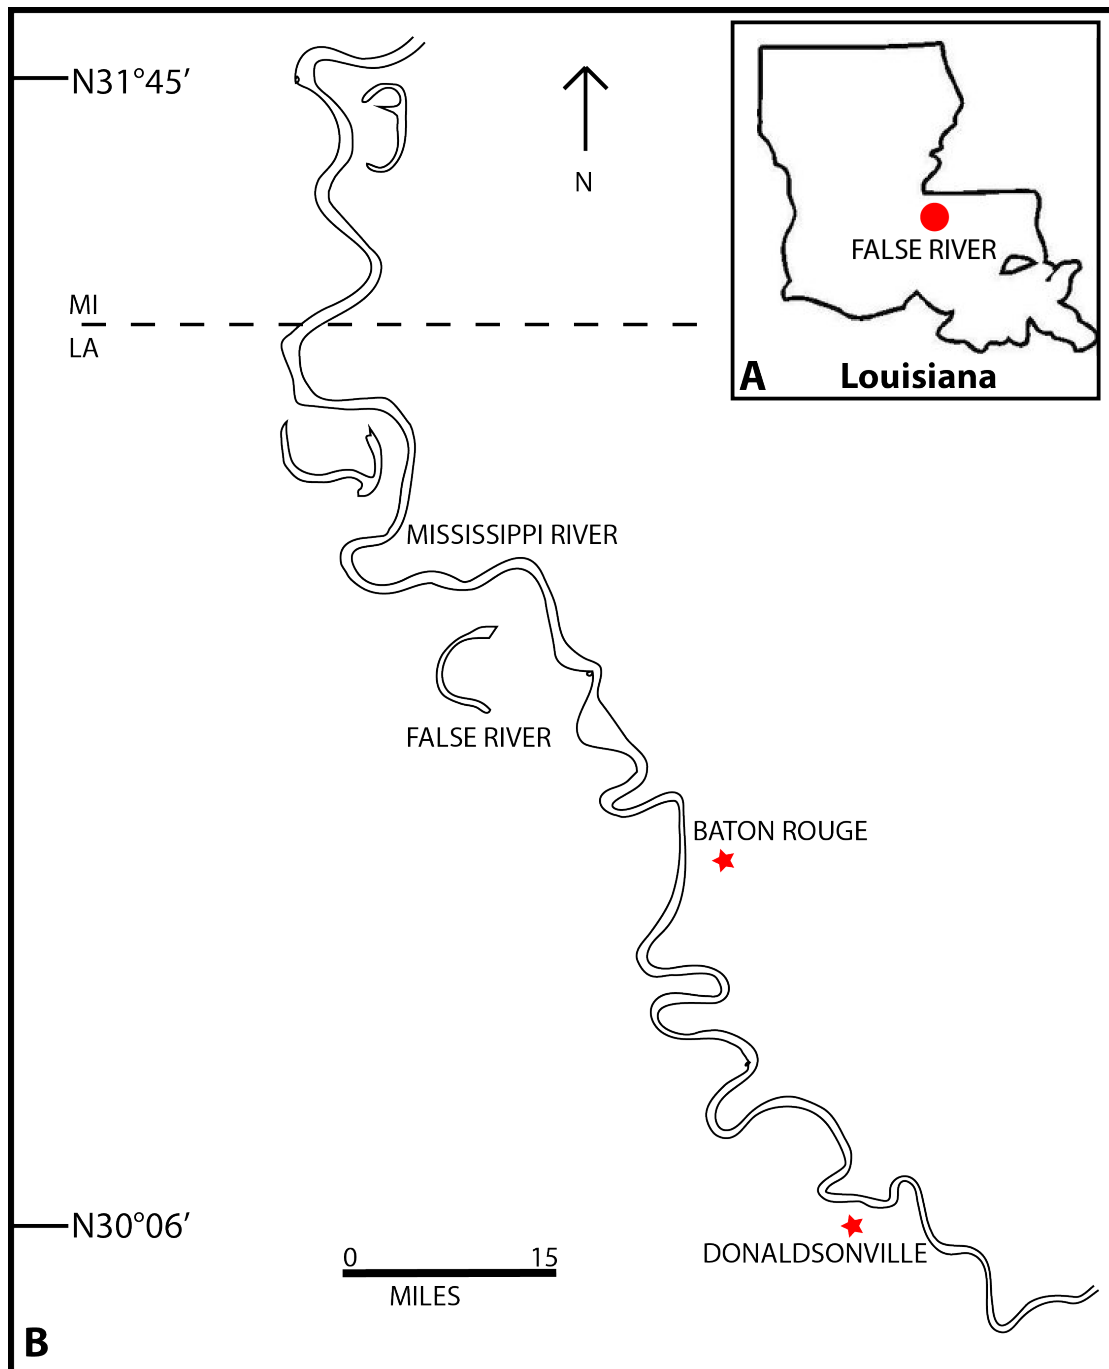 N31°45’
N
FALSE RIVER
A
Louisiana
MI
LA
MISSISSIPPI RIVER
FALSE RIVER
BATON ROUGE
N30°06’
0 15
MILES
DONALDSONVILLE
B